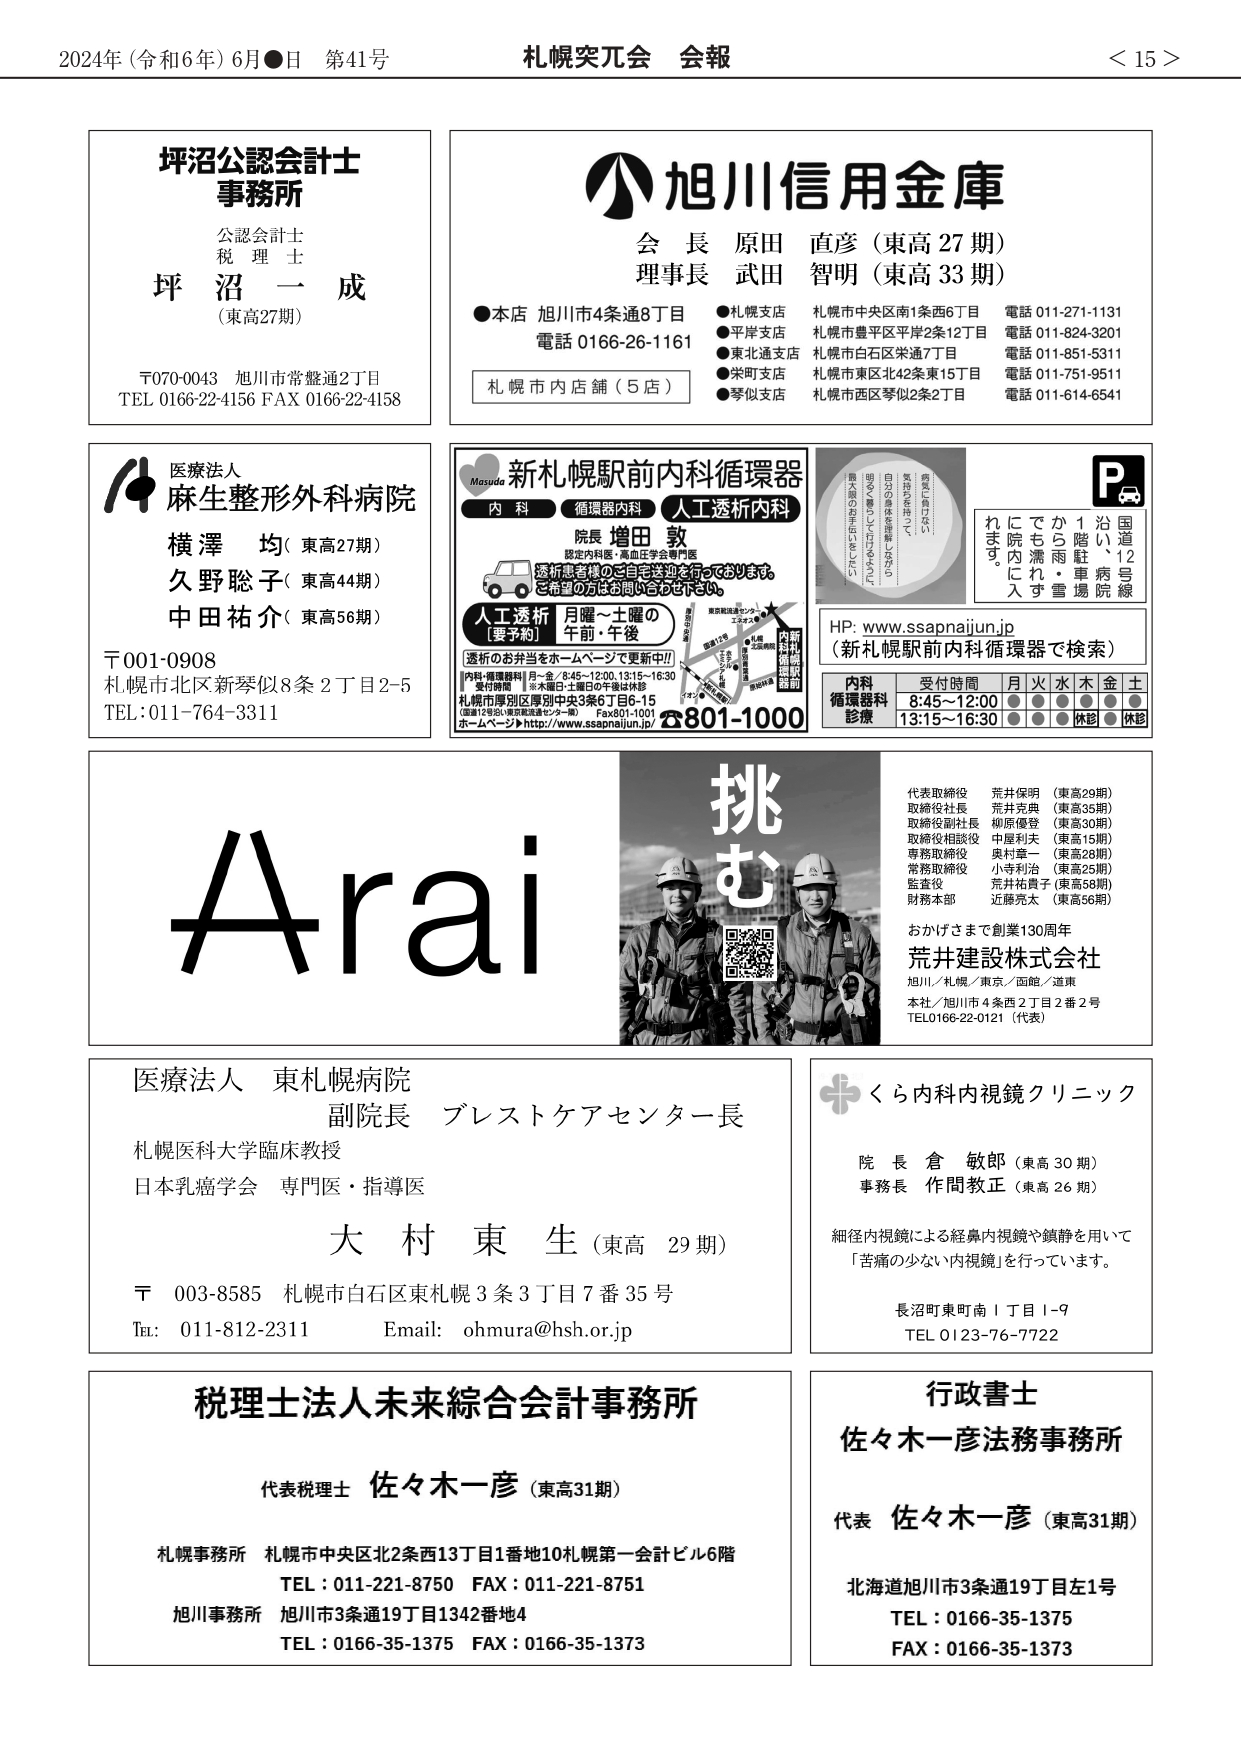 2024年(令和6年)6月●日　第41号
札幌突兀会　会報
＜15＞
坪沼公認会計士
事務所
公認会計士
税　理　士
坪　沼　一　成
（東高27期）
〒070-0043　旭川市常盤通2丁目
TEL 0166-22-4156 FAX 0166-22-4158
旭川信用金庫
会　長　原田　直彦（東高 27 期）
理事長　武田　智明（東高 33 期）
●本店 旭川市4条通8丁目
電話 0166-26-1161
札幌市内店舗（5店）
●札幌支店　札幌市中央区南1条西6丁目　電話 011-271-1131
●平岸支店　札幌市豊平区平岸2条12丁目　電話 011-824-3201
●東北通支店　札幌市白石区栄通7丁目　電話 011-851-5311
●栄町支店　札幌市東区北42条東15丁目　電話 011-751-9511
●琴似支店　札幌市西区琴似2条2丁目　電話 011-614-6541
医療法人
麻生整形外科病院
横澤　均（東高27期）
久野聡子（東高44期）
中田祐介（東高56期）
〒001-0908
札幌市北区新琴似8条2丁目2-5
TEL：011-764-3311
Masuda 新札幌駅前内科循環器
内科　循環器内科　人工透析内科
院長 増田 敦
認定内科医・高血圧学会専門医
透析患者様のご自宅送迎を行っております。
ご希望の方はお問い合わせ下さい。
人工透析 月曜〜土曜の
［要予約］ 午前・午後
透析のお弁当をホームページで更新中!!
内科・循環器科 月〜金／8:45〜12:00、13:15〜16:30
受付時間 ※木曜日・土曜日の午後は休診
札幌市厚別区厚別中央3条6丁目6-15
（国道12号沿い東京靴流通センター隣） Fax801-1001
ホームページ▶http://www.ssapnaijun.jp/ ☎801-1000
東京靴流通センター
エネオス
国道12号
札幌
北辰病院
イオン
新札幌駅前
内科循環器
病気に負けない
気持ちを持って、
自分の身体を理解しながら
明るく暮らして行けるように、
最大限のお手伝いをしたい
P
国道12号線
沿い、病院
1階駐車場
から雨・雪
でも濡れず
に院内に入
れます。
HP: www.ssapnaijun.jp
（新札幌駅前内科循環器で検索）
内科
循環器科
診療
受付時間 月 火 水 木 金 土
8:45〜12:00 ● ● ● ● ● ●
13:15〜16:30 ● ● ● 休診 ● 休診
Arai
挑む
代表取締役　荒井保明　（東高29期）
取締役社長　荒井克典　（東高35期）
取締役副社長　柳原優登　（東高30期）
取締役相談役　中屋利夫　（東高15期）
専務取締役　奥村章一　（東高28期）
常務取締役　小寺利治　（東高25期）
監査役　荒井祐貴子（東高58期）
財務本部　近藤亮太　（東高56期）
おかげさまで創業130周年
荒井建設株式会社
旭川／札幌／東京／函館／道東
本社／旭川市4条西2丁目2番2号
TEL0166-22-0121（代表）
医療法人　東札幌病院
副院長　ブレストケアセンター長
札幌医科大学臨床教授
日本乳癌学会　専門医・指導医
大　村　東　生（東高　29期）
〒　003-8585　札幌市白石区東札幌3条3丁目7番35号
℡:　011-812-2311　Email:　ohmura@hsh.or.jp
くら内科内視鏡クリニック
院　長　倉　敏郎（東高 30 期）
事務長　作間教正（東高 26 期）
細径内視鏡による経鼻内視鏡や鎮静を用いて
「苦痛の少ない内視鏡」を行っています。
長沼町東町南1丁目1-9
TEL 0123-76-7722
税理士法人未来綜合会計事務所
代表税理士　佐々木一彦（東高31期）
札幌事務所　札幌市中央区北2条西13丁目1番地10札幌第一会計ビル6階
TEL：011-221-8750　FAX：011-221-8751
旭川事務所　旭川市3条通19丁目1342番地4
TEL：0166-35-1375　FAX：0166-35-1373
行政書士
佐々木一彦法務事務所
代表　佐々木一彦（東高31期）
北海道旭川市3条通19丁目左1号
TEL：0166-35-1375
FAX：0166-35-1373